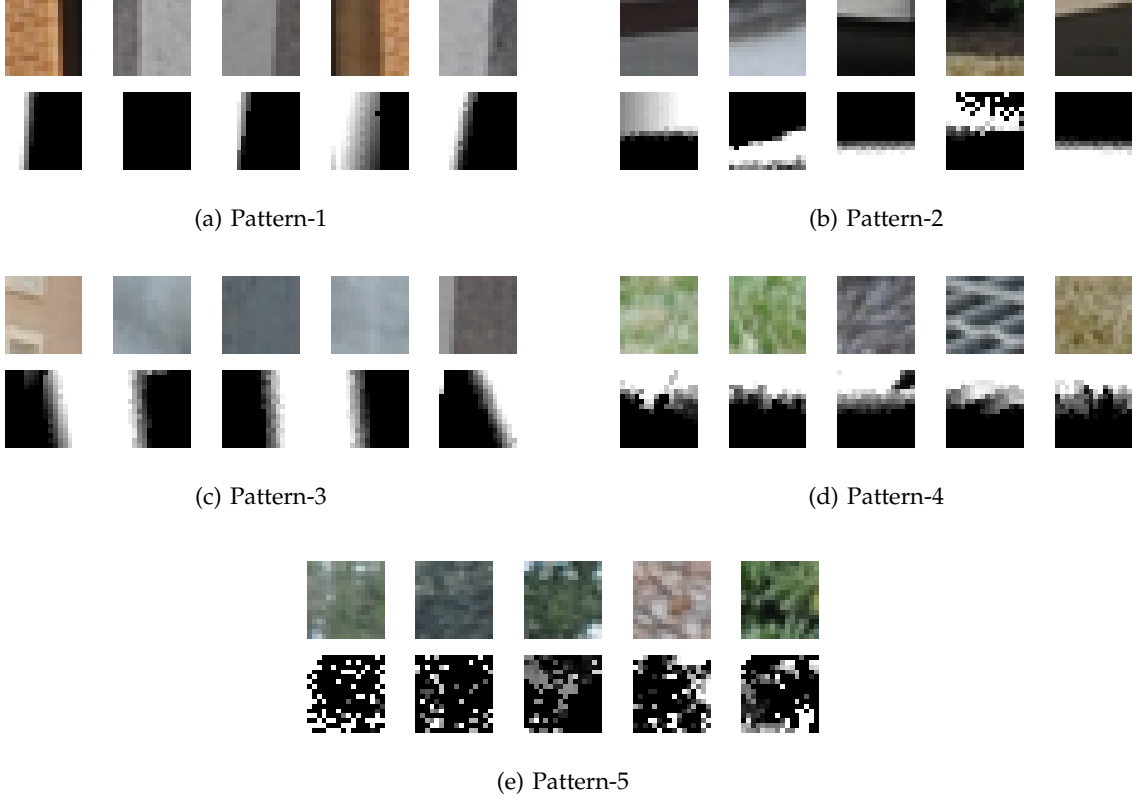 (a) Pattern-1
(b) Pattern-2
(c) Pattern-3
(d) Pattern-4
(e) Pattern-5